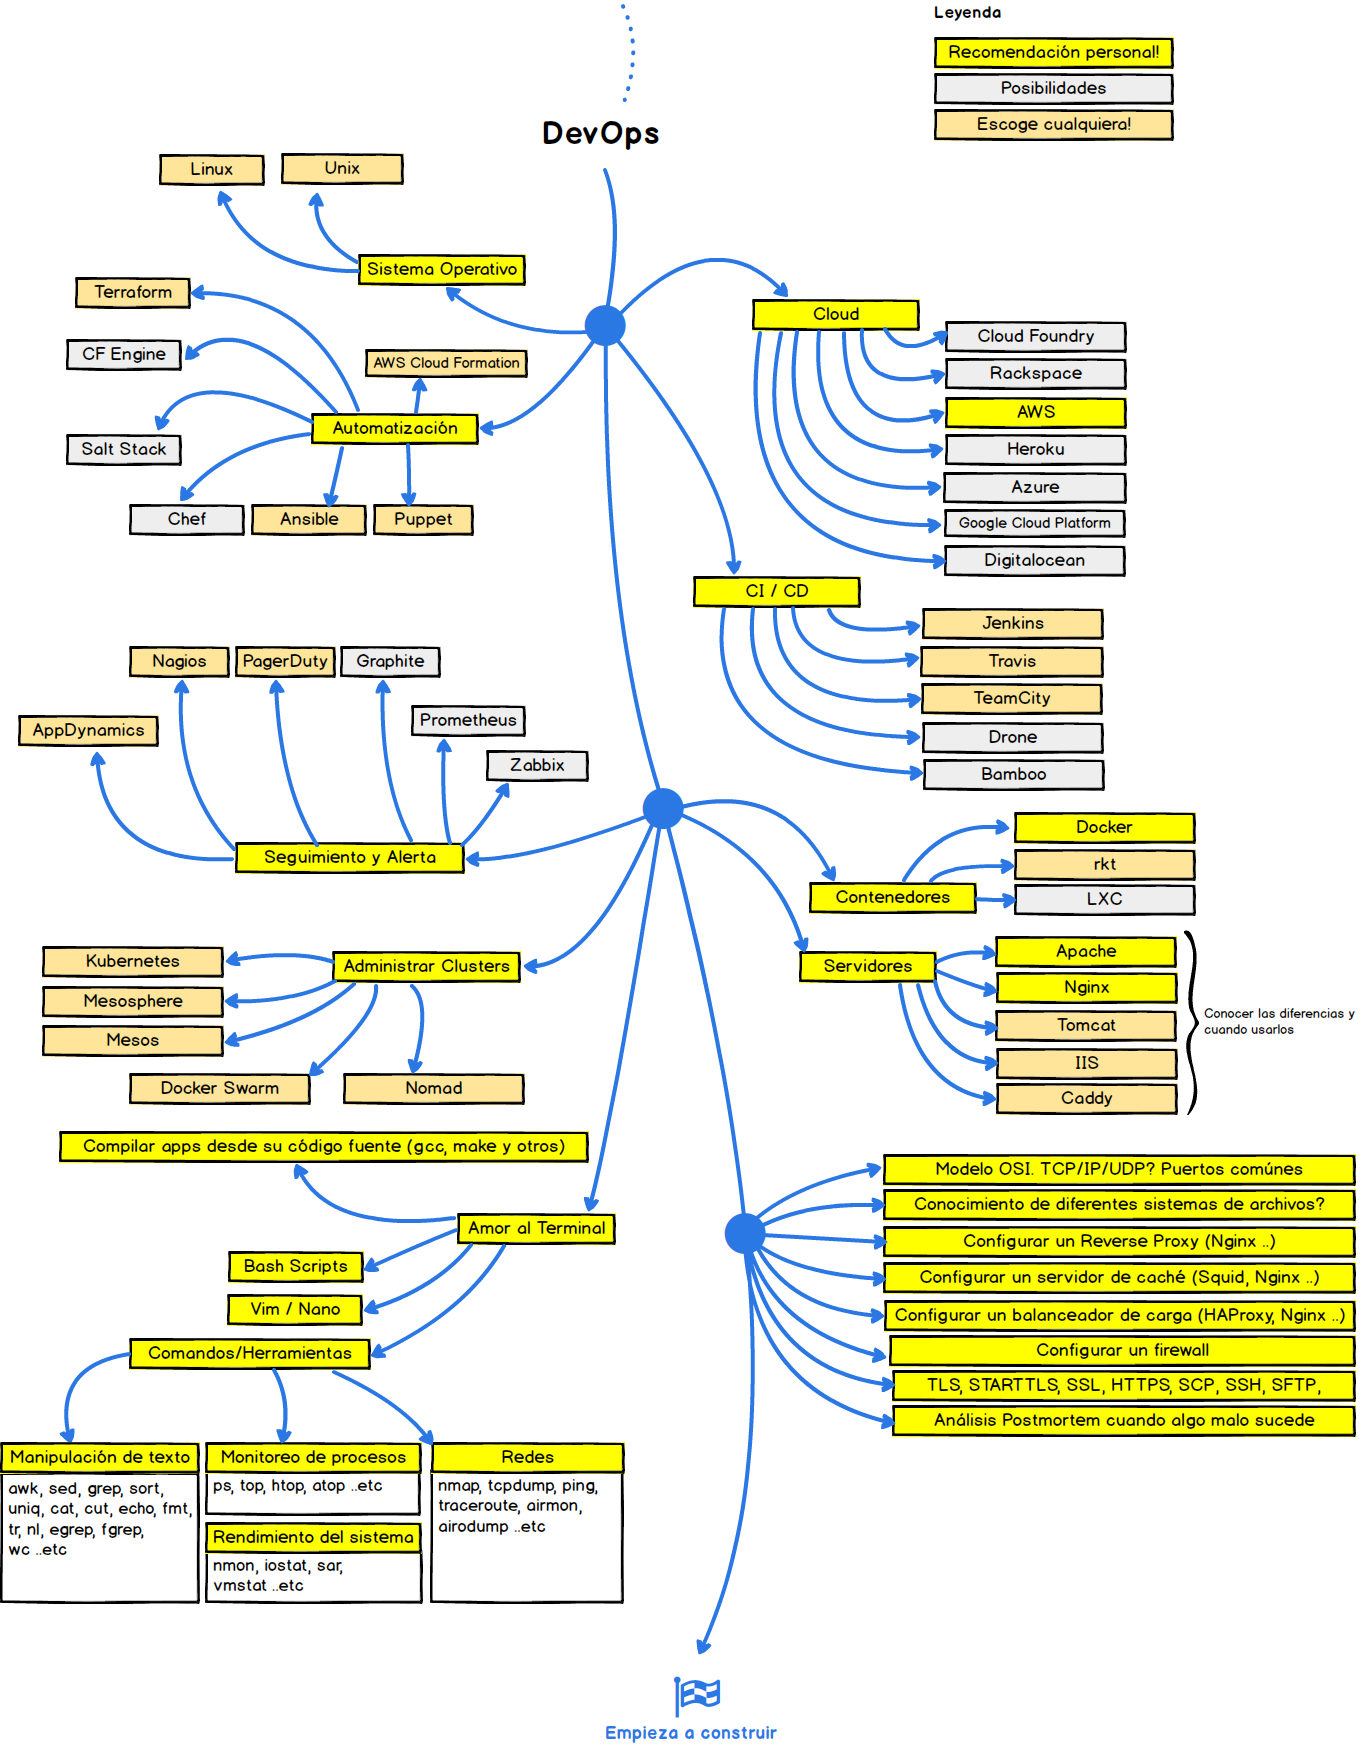 Leyenda
Recomendación personal!
Posibilidades
Escoge cualquiera!
DevOps
Linux
Unix
Sistema Operativo
Terraform
CF Engine
AWS Cloud Formation
Automatización
Salt Stack
Chef
Ansible
Puppet
Cloud
Cloud Foundry
Rackspace
AWS
Heroku
Azure
Google Cloud Platform
Digitalocean
CI / CD
Jenkins
Travis
TeamCity
Drone
Bamboo
Nagios
PagerDuty
Graphite
AppDynamics
Prometheus
Zabbix
Seguimiento y Alerta
Contenedores
Docker
rkt
LXC
Servidores
Apache
Nginx
Tomcat
IIS
Caddy
Conocer las diferencias y
cuando usarlos
Kubernetes
Administrar Clusters
Mesosphere
Mesos
Docker Swarm
Nomad
Compilar apps desde su código fuente (gcc, make y otros)
Amor al Terminal
Bash Scripts
Vim / Nano
Comandos/Herramientas
Modelo OSI. TCP/IP/UDP? Puertos comúnes
Conocimiento de diferentes sistemas de archivos?
Configurar un Reverse Proxy (Nginx ..)
Configurar un servidor de caché (Squid, Nginx ..)
Configurar un balanceador de carga (HAProxy, Nginx ..)
Configurar un firewall
TLS, STARTTLS, SSL, HTTPS, SCP, SSH, SFTP,
Análisis Postmortem cuando algo malo sucede
Manipulación de texto
awk, sed, grep, sort,
uniq, cat, cut, echo, fmt,
tr, nl, egrep, fgrep,
wc ..etc
Monitoreo de procesos
ps, top, htop, atop ..etc
Rendimiento del sistema
nmon, iostat, sar,
vmstat ..etc
Redes
nmap, tcpdump, ping,
traceroute, airmon,
airodump ..etc
Empieza a construir